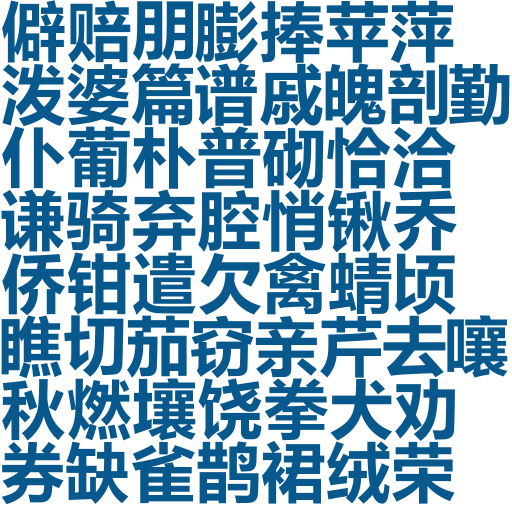 僻赔朋膨捧苹萍
泼婆篇谱戚魄剖勤
仆葡朴普砌恰洽
谦骑弃腔悄锹乔
侨钳遣欠禽蜻顷
瞧切茄窃亲芹去嚷
秋燃壤饶拳犬劝
券缺雀鹊裙绒荣